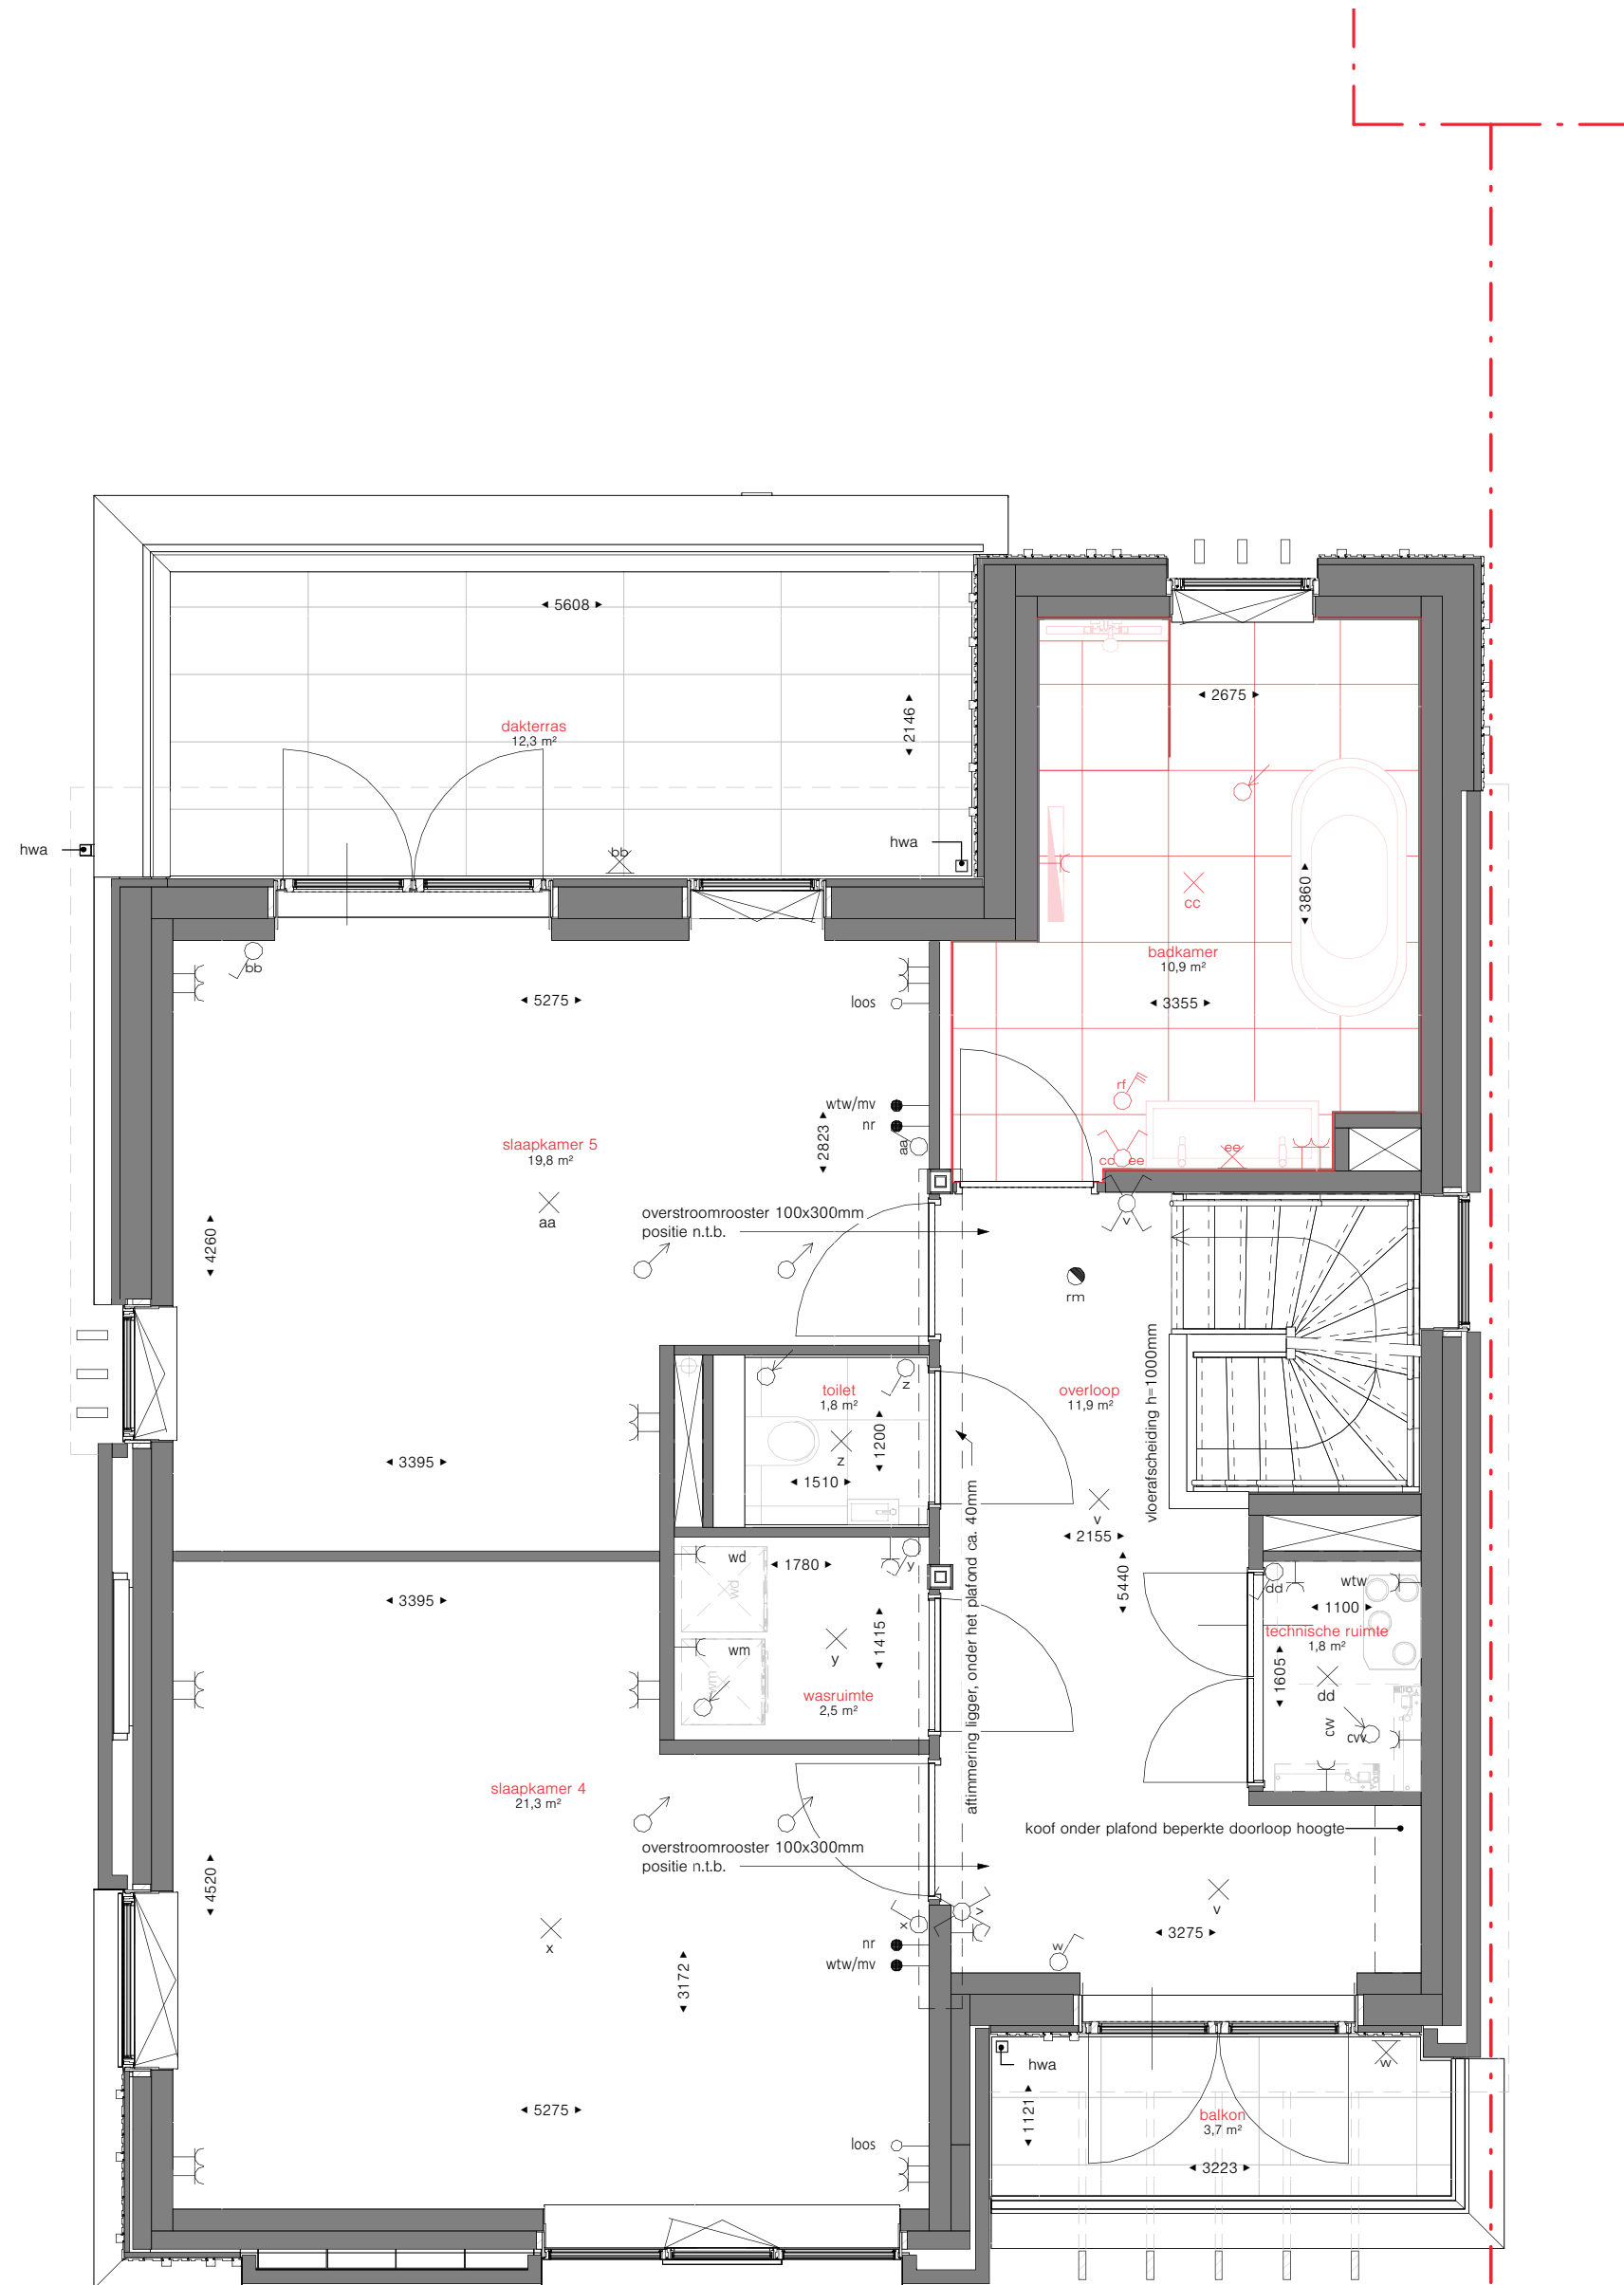 5608
2675
2146
dakterras
12,3 m²
hwa
hwa
bb
3860
cc
badkamer
10,9 m²
bb
5275
loos
3355
rf
wtw/mv
nr
aa
2823
slaapkamer 5
19,8 m²
cc
ee
ee
aa
overstroomrooster 100x300mm
positie n.t.b.
v
4260
rm
vloerafscheiding h=1000mm
toilet
1,8 m²
z
overloop
11,9 m²
1200
z
1510
3395
v
2155
aftimmering ligger, onder het plafond ca. 40mm
wd
wd
1780
y
5440
dd
wtw
1100
3395
technische ruimte
1,8 m²
1415
wm
wm
y
1605
wasruimte
2,5 m²
dd
cw
cvv
slaapkamer 4
21,3 m²
koof onder plafond beperkte doorloop hoogte
overstroomrooster 100x300mm
positie n.t.b.
4520
v
x
v
x
nr
wtw/mv
3275
w
3172
hwa
w
1121
balkon
3,7 m²
5275
loos
3223